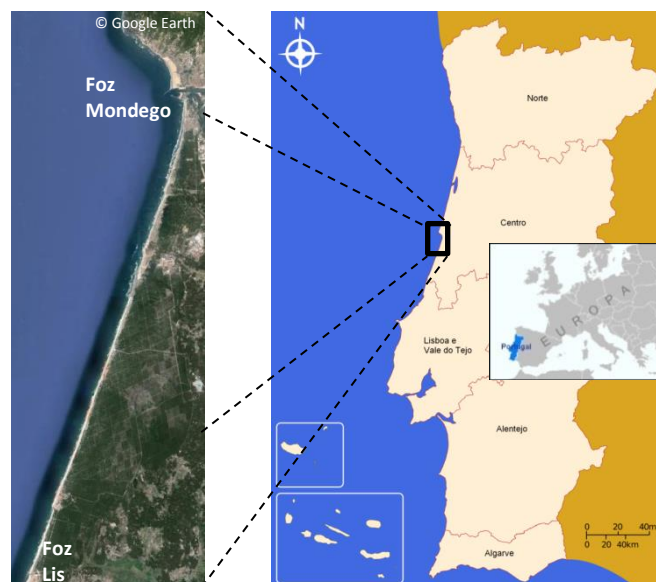 © Google Earth
Foz
Mondego
Foz
Lis
N
Norte
Centro
Lisboa e
Vale do Tejo
Alentejo
Algarve
EUROPA
Portugal
0 20 40m
0 20 40km